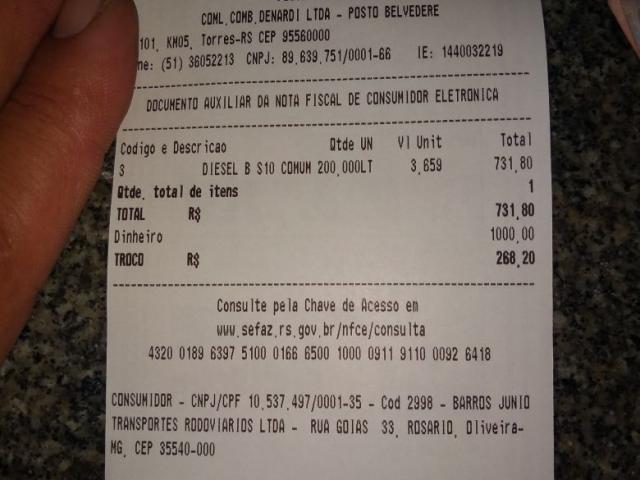 COML.COMB.DENARDI LTDA - POSTO BELVEDERE
101, KM05, Torres-RS CEP 95560000
ne: (51) 36052213 CNPJ: 89.639.751/0001-66 IE: 1440032219
DOCUMENTO AUXILIAR DA NOTA FISCAL DE CONSUMIDOR ELETRONICA
Codigo e Descricao Qtde UN Vl Unit Total
3 DIESEL B S10 COMUM 200,000LT 3,659 731,80
Qtde. total de itens 1
TOTAL R$ 731,80
Dinheiro 1000,00
TROCO R$ 268,20
Consulte pela Chave de Acesso em
www.sefaz.rs.gov.br/nfce/consulta
4320 0189 6397 5100 0166 6500 1000 0911 9110 0092 6418
CONSUMIDOR - CNPJ/CPF 10.537.497/0001-35 - Cod 2998 - BARROS JUNIO
TRANSPORTES RODOVIARIOS LTDA - RUA GOIAS 33, ROSARIO, Oliveira-
MG, CEP 35540-000